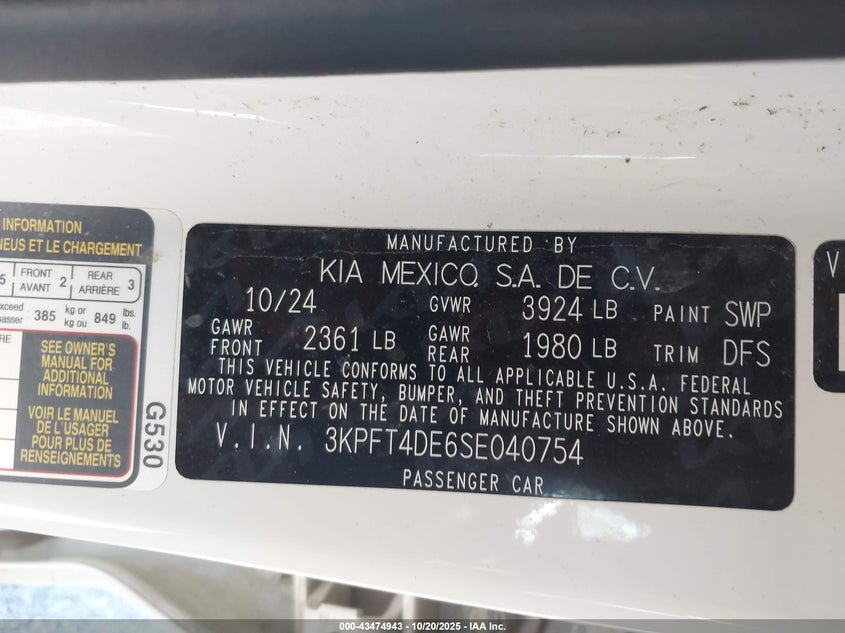 INFORMATION
NEUS ET LE CHARGEMENT
5 FRONT AVANT 2 REAR ARRIÈRE 3
385 kg or kg ou 849 lbs. lb.
SEE OWNER'S
MANUAL FOR
ADDITIONAL
INFORMATION
VOIR LE MANUEL
DE L'USAGER
POUR PLUS DE
RENSEIGNEMENTS
G530
MANUFACTURED BY
KIA MEXICO, S.A. DE C.V.
10/24 GVWR 3924 LB PAINT SWP
GAWR FRONT 2361 LB GAWR REAR 1980 LB TRIM DFS
THIS VEHICLE CONFORMS TO ALL APPLICABLE U.S.A. FEDERAL
MOTOR VEHICLE SAFETY, BUMPER, AND THEFT PREVENTION STANDARDS
IN EFFECT ON THE DATE OF MANUFACTURE SHOWN ABOVE.
V.I.N. 3KPFT4DE6SE040754
PASSENGER CAR
V
000-43474943 - 10/20/2025 - IAA Inc.